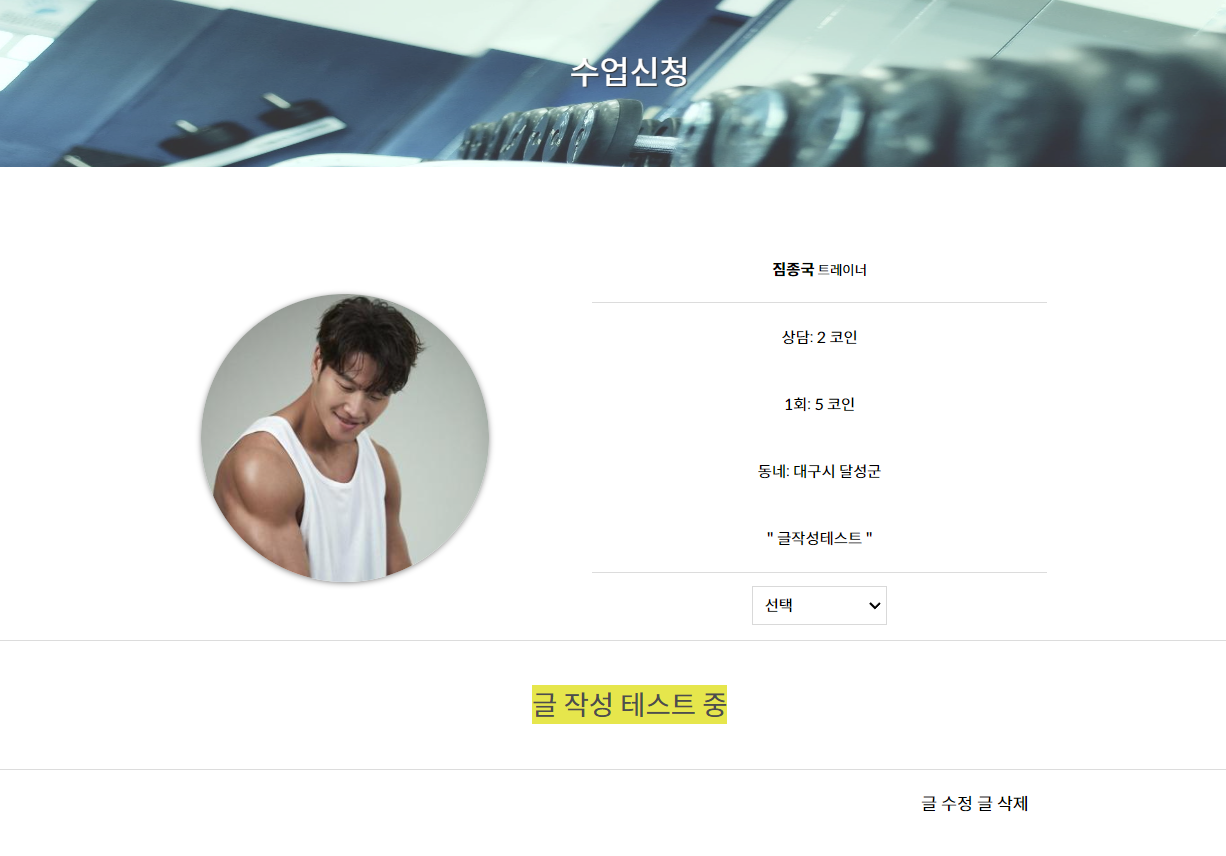 수업신청
짐종국 트레이너
상담: 2 코인
1회: 5 코인
동네: 대구시 달성군
" 글작성테스트 "
선택
글 작성 테스트 중
글 수정 글 삭제